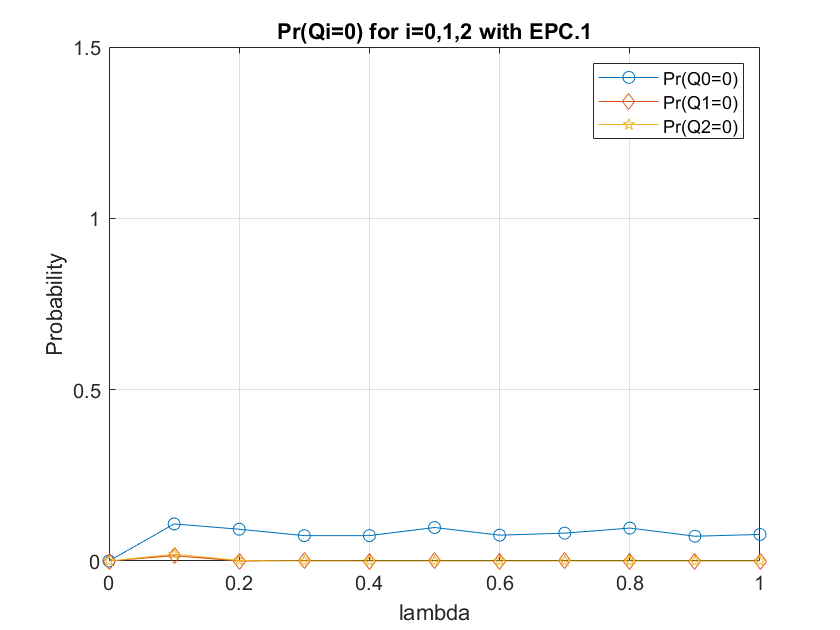 Pr(Qi=0) for i=0,1,2 with EPC.1
Pr(Q0=0)
Pr(Q1=0)
Pr(Q2=0)
1.5
1
0.5
0
Probability
0
0.2
0.4
0.6
0.8
1
lambda